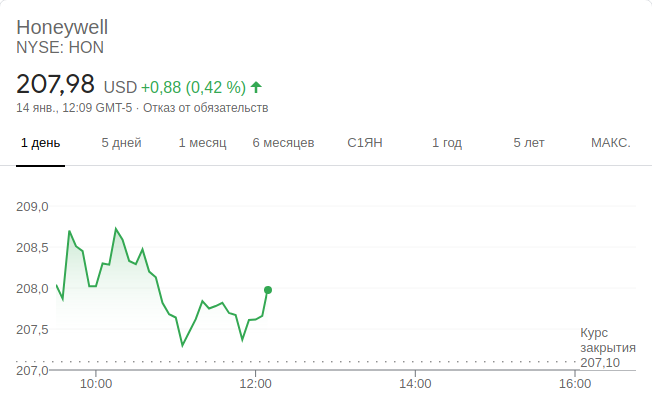 Honeywell
NYSE: HON
207,98 USD +0,88 (0,42 %)
14 янв., 12:09 GMT-5 · Отказ от обязательств
1 день 5 дней 1 месяц 6 месяцев С1ЯН 1 год 5 лет МАКС.
209,0
208,5
208,0
207,5
207,0
Курс
закрытия
207,10
10:00 12:00 14:00 16:00